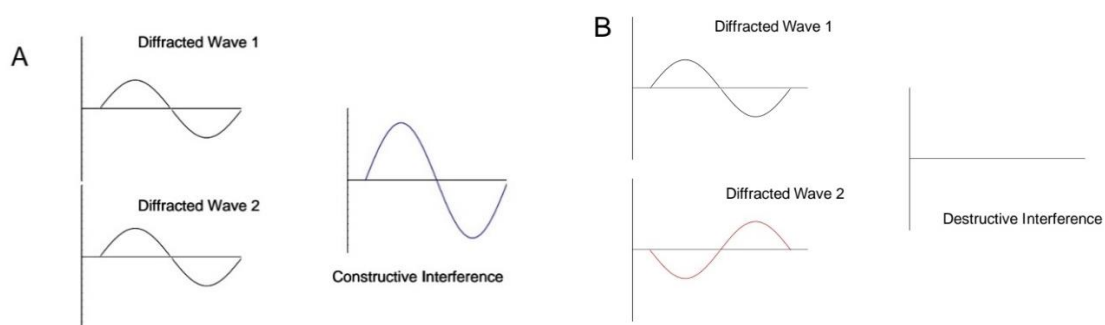 A
Diffracted Wave 1
Diffracted Wave 2
Constructive Interference
B
Diffracted Wave 1
Diffracted Wave 2
Destructive Interference